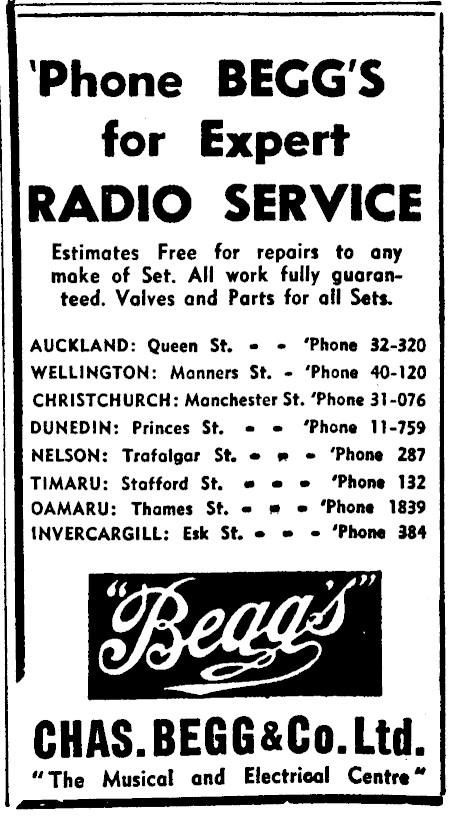 'Phone BEGG'S
for Expert
RADIO SERVICE
Estimates Free for repairs to any
make of Set. All work fully guaran-
teed. Valves and Parts for all Sets.
AUCKLAND: Queen St. - - 'Phone 32-320
WELLINGTON: Manners St. - 'Phone 40-120
CHRISTCHURCH: Manchester St. 'Phone 31-076
DUNEDIN: Princes St. - - 'Phone 11-759
NELSON: Trafalgar St. - - - 'Phone 287
TIMARU: Stafford St. - - - 'Phone 132
OAMARU: Thames St. - - - 'Phone 1839
INVERCARGILL: Esk St. - - - 'Phone 384
"Begg's"
CHAS. BEGG & Co. Ltd.
"The Musical and Electrical Centre"